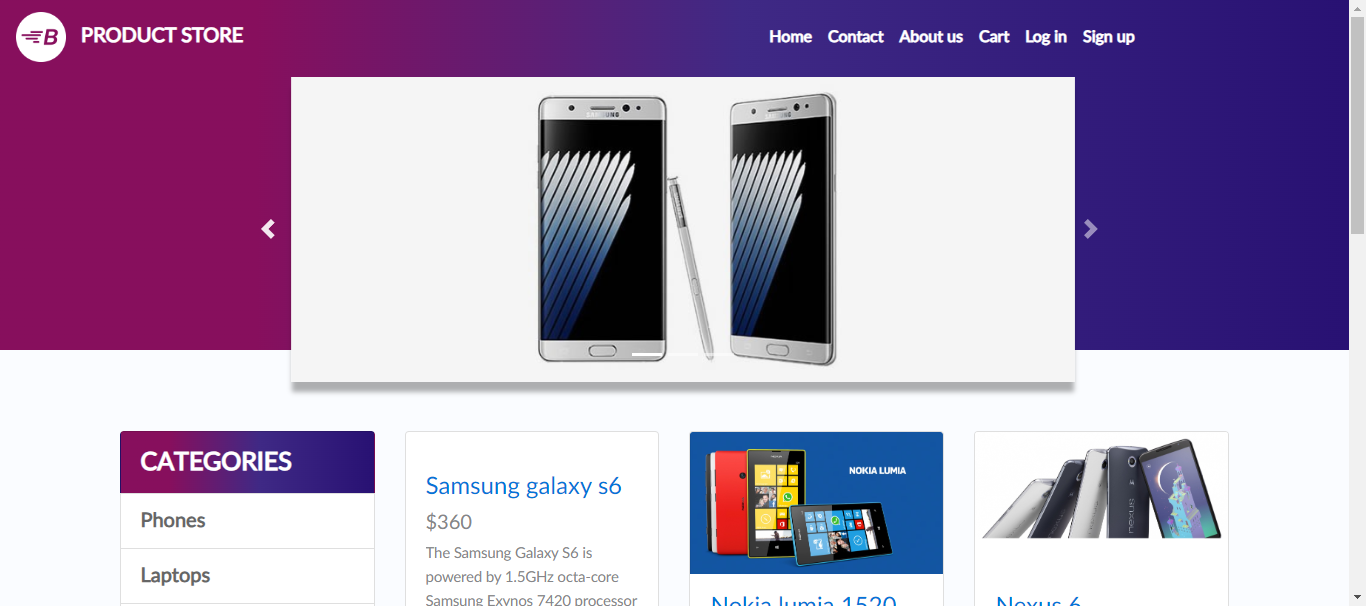 B PRODUCT STORE
Home Contact About us Cart Log in Sign up
SAMSUNG SAMSUNG
CATEGORIES
Phones
Laptops
Samsung galaxy s6
$360
The Samsung Galaxy S6 is
powered by 1.5GHz octa-core
Samsung Exynos 7420 processor
NOKIA LUMIA
Nokia lumia 1520
nexus
Nexus 6